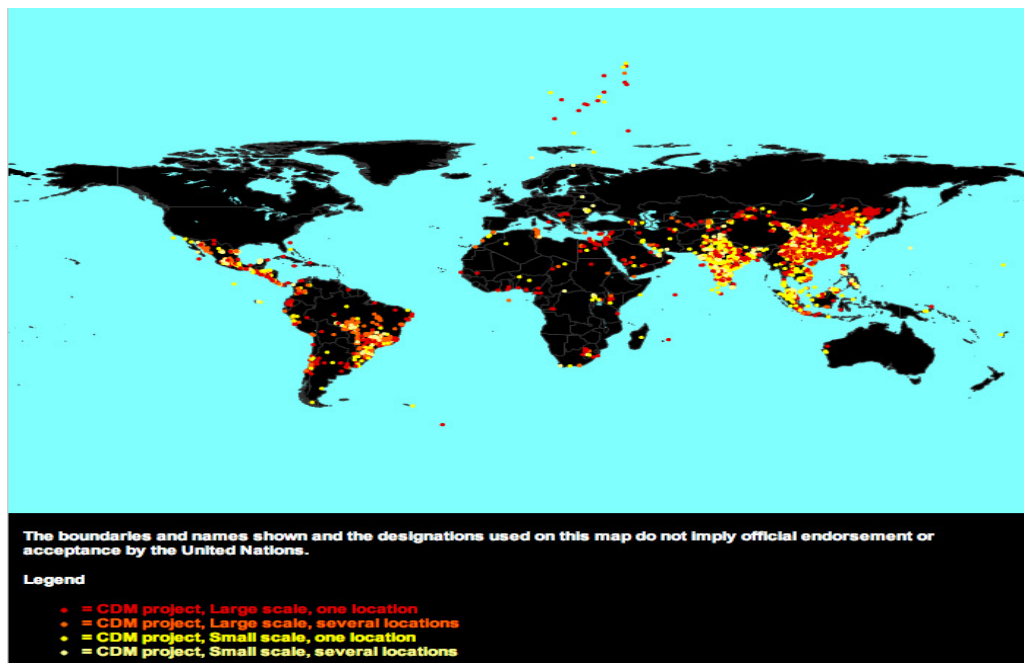 The boundaries and names shown and the designations used on this map do not imply official endorsement or
acceptance by the United Nations.
Legend
= CDM project, Large scale, one location
= CDM project, Large scale, several locations
= CDM project, Small scale, one location
= CDM project, Small scale, several locations